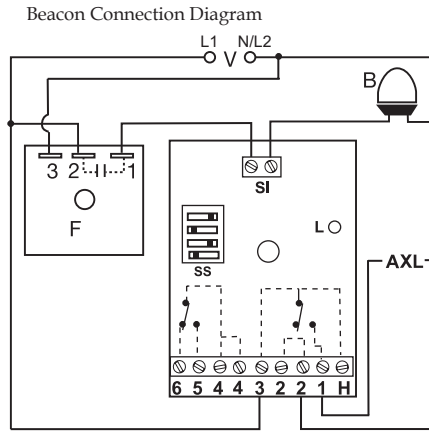 Beacon Connection Diagram
L1 V N/L2
B
3 2 1
F
SI
L
SS
AXL
6 5 4 4 3 2 2 1 H